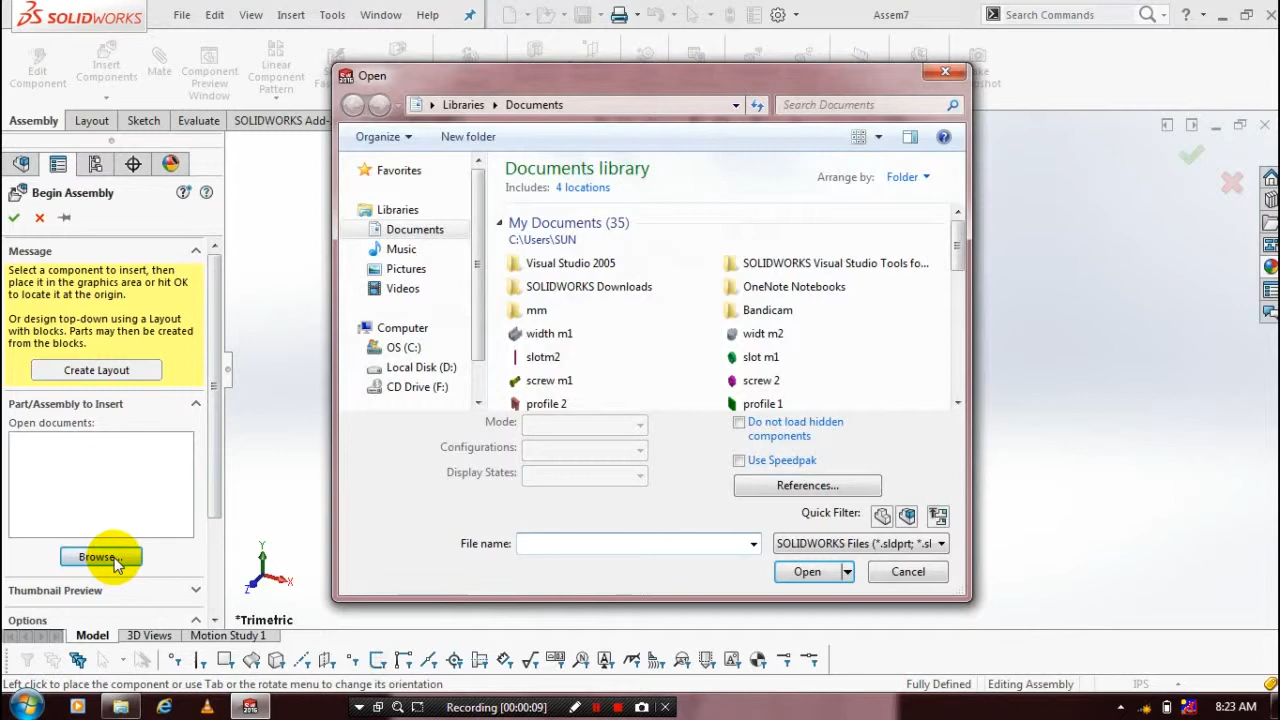 SOLIDWORKS File Edit View Insert Tools Window Help Assem7 Search Commands ?
Edit Component
Insert Components
Mate
Component Preview Window
Linear Component Pattern
Assembly Layout Sketch Evaluate SOLIDWORKS Add-
Begin Assembly
Message
Select a component to insert, then
place it in the graphics area or hit OK
to locate it at the origin.
Or design top-down using a Layout
with blocks. Parts may then be created
from the blocks.
Create Layout
Part/Assembly to Insert
Open documents:
Browse...
Thumbnail Preview
Options
Open
Libraries Documents
Search Documents
Organize New folder
Favorites
Libraries
Documents
Music
Pictures
Videos
Computer
OS (C:)
Local Disk (D:)
CD Drive (F:)
Documents library
Includes: 4 locations
Arrange by: Folder
My Documents (35)
C:\Users\SUN
Visual Studio 2005 SOLIDWORKS Visual Studio Tools fo...
SOLIDWORKS Downloads OneNote Notebooks
mm Bandicam
width m1 widt m2
slotm2 slot m1
screw m1 screw 2
profile 2 profile 1
Mode:
Configurations:
Display States:
Do not load hidden
components
Use Speedpak
References...
Quick Filter:
File name: SOLIDWORKS Files (*.sldprt; *.sl
Open Cancel
Y
X
Z
*Trimetric
Model 3D Views Motion Study 1
Left click to place the component or use Tab or the rotate menu to change its orientation Fully Defined Editing Assembly IPS
Recording [00:00:09] 8:23 AM